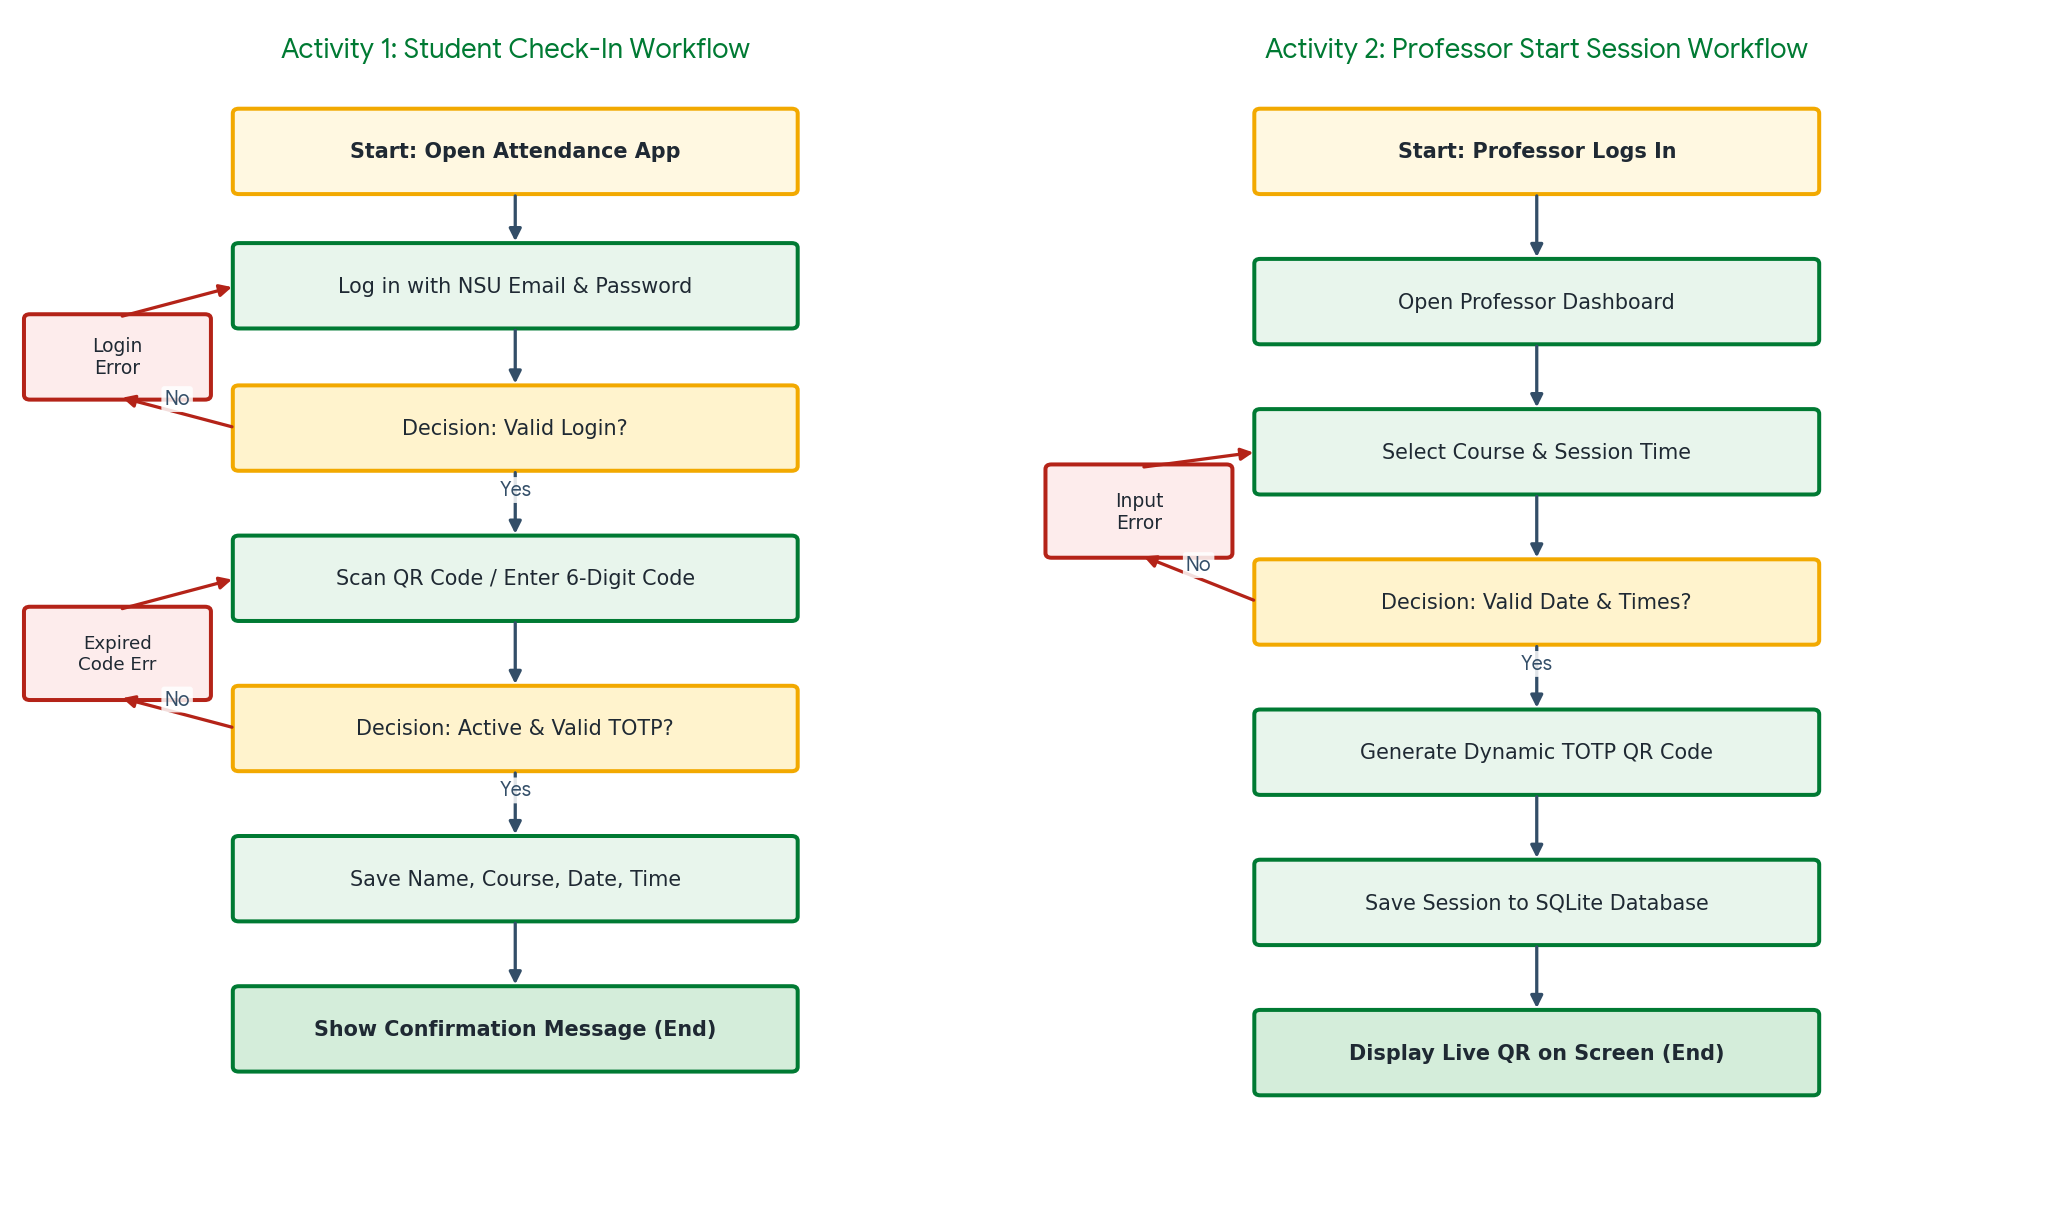 Activity 1: Student Check-In Workflow
Start: Open Attendance App
Log in with NSU Email & Password
Login
Error
No
Decision: Valid Login?
Yes
Scan QR Code / Enter 6-Digit Code
Expired
Code Err
No
Decision: Active & Valid TOTP?
Yes
Save Name, Course, Date, Time
Show Confirmation Message (End)
Activity 2: Professor Start Session Workflow
Start: Professor Logs In
Open Professor Dashboard
Select Course & Session Time
Input
Error
No
Decision: Valid Date & Times?
Yes
Generate Dynamic TOTP QR Code
Save Session to SQLite Database
Display Live QR on Screen (End)